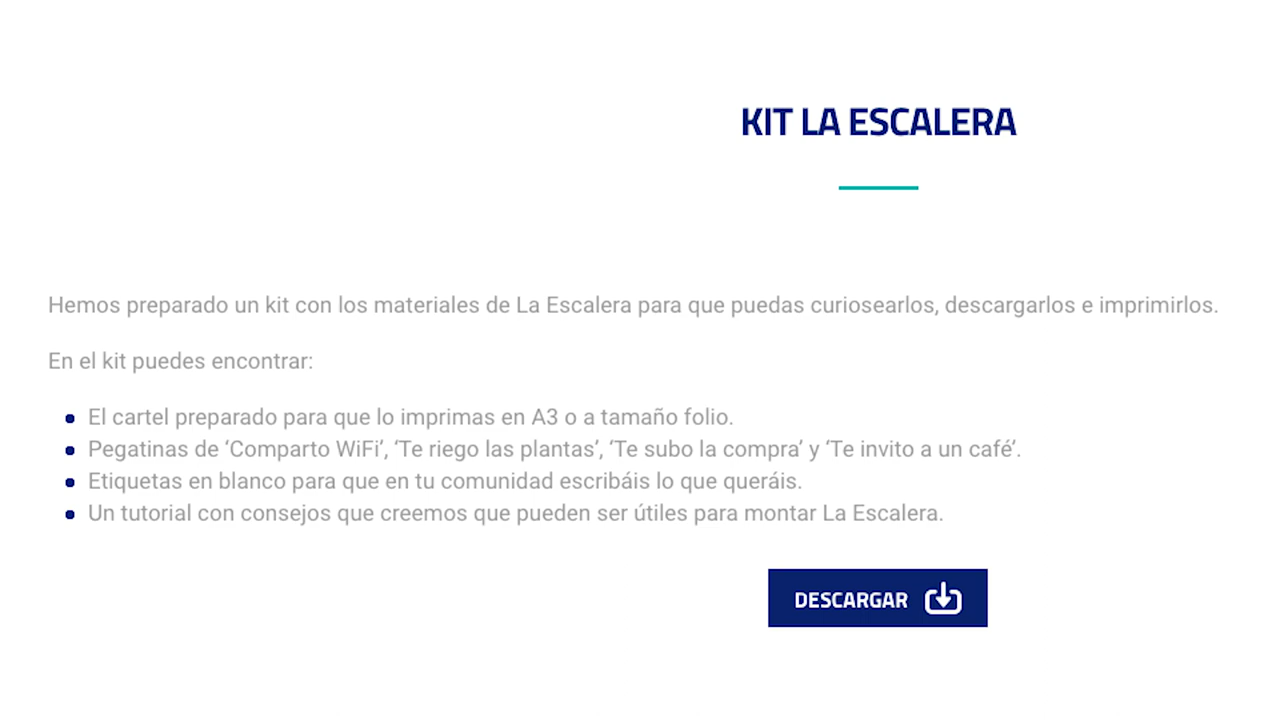 KIT LA ESCALERA
Hemos preparado un kit con los materiales de La Escalera para que puedas curiosearlos, descargarlos e imprimirlos.
En el kit puedes encontrar:
El cartel preparado para que lo imprimas en A3 o a tamaño folio.
Pegatinas de ‘Comparto WiFi’, ‘Te riego las plantas’, ‘Te subo la compra’ y ‘Te invito a un café’.
Etiquetas en blanco para que en tu comunidad escribáis lo que queráis.
Un tutorial con consejos que creemos que pueden ser útiles para montar La Escalera.
DESCARGAR